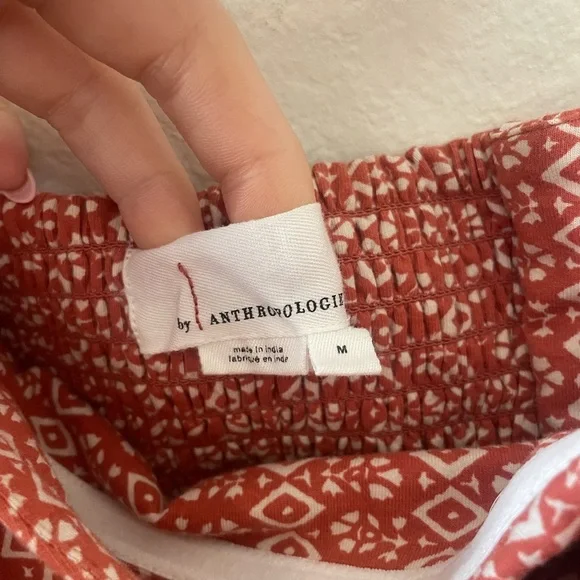 by ANTHROPOLOGIE
made in india
fabriqué en inde
M